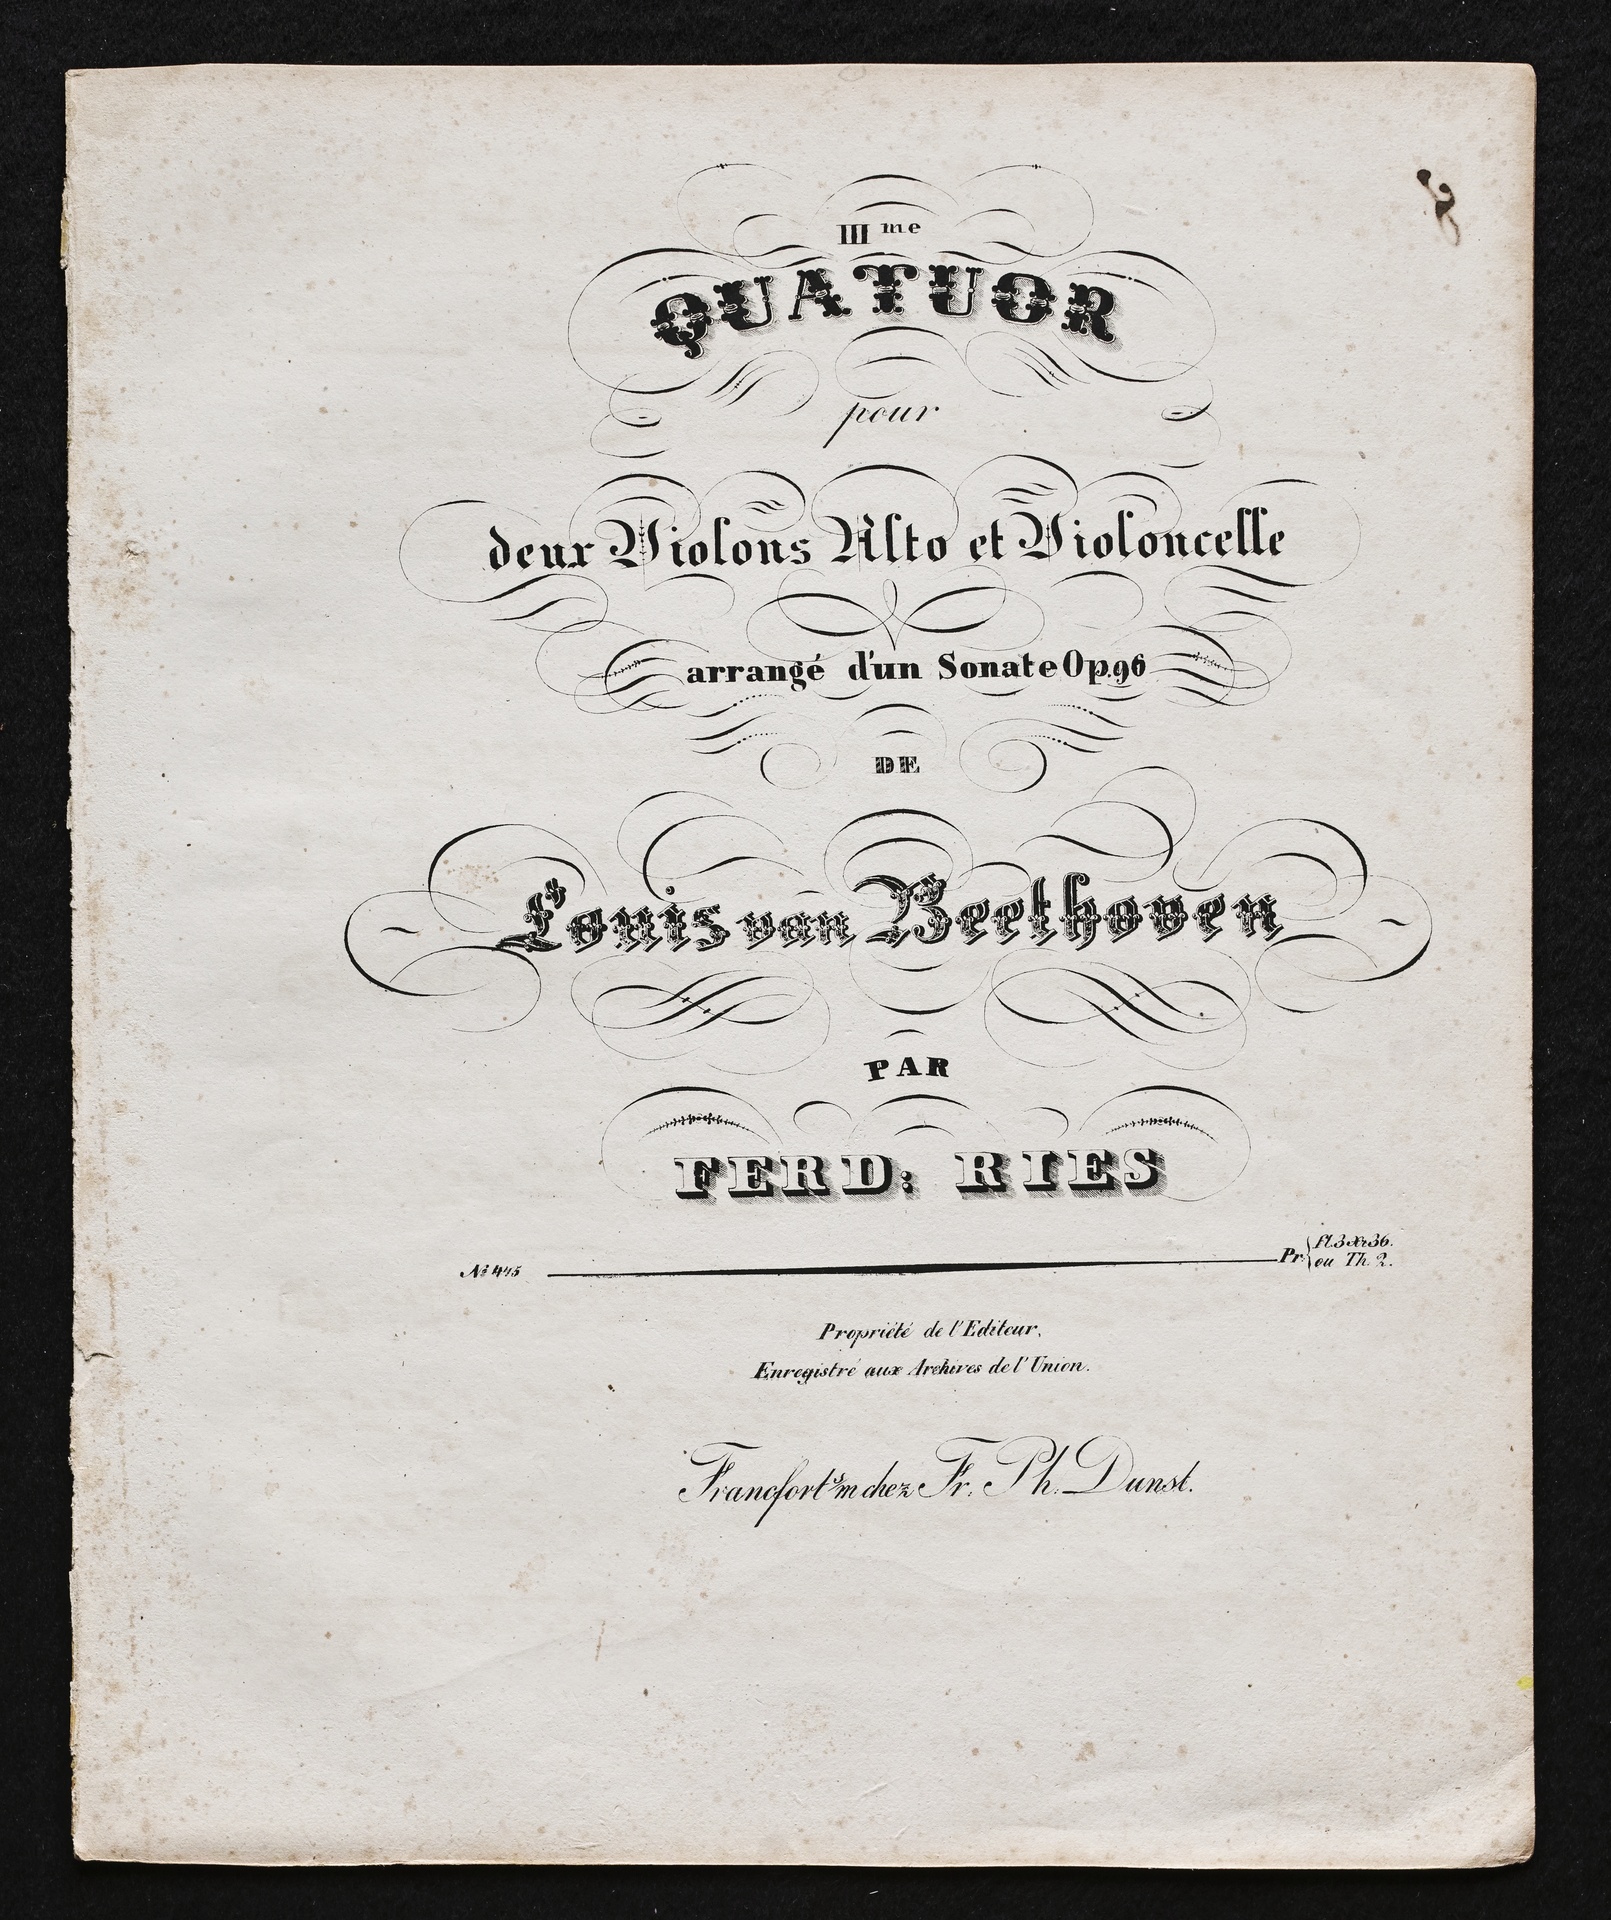 III me
QUATUOR
pour
deux Violons Alto et Violoncelle
arrangé d'un Sonate Op. 96
DE
Louis van Beethoven
PAR
FERD: RIES
Pr. fl. 3 Xr 36.
No 475 ou Th. 2.
Propriété de l'Editeur.
Enregistré aux Archives de l'Union.
Francfort s/m chez Fr. Ph. Dunst.